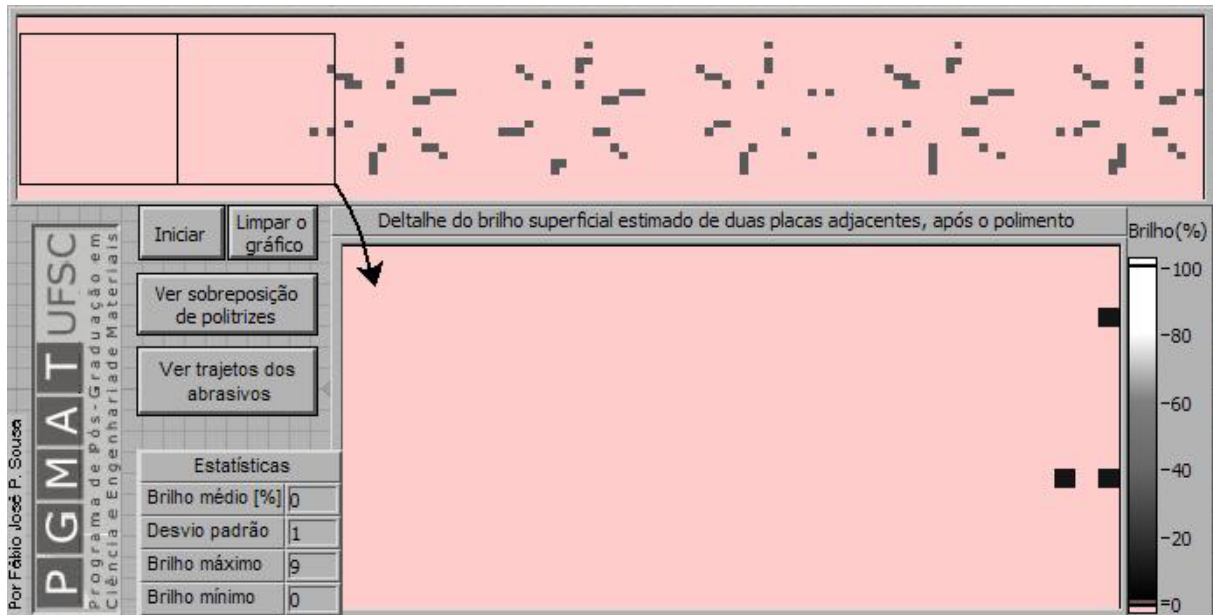 Deltalhe do brilho superficial estimado de duas placas adjacentes, após o polimento
Brilho(%)
100
80
60
40
20
=0
Iniciar
Limpar o
gráfico
Ver sobreposição
de politrizes
Ver trajetos dos
abrasivos
Estatísticas
Brilho médio [%] 0
Desvio padrão 1
Brilho máximo 9
Brilho mínimo 0
PGMAT UFSC
Programa de Pós-Graduação em
Ciência e Engenharia de Materiais
Por Fábio José P. Sousa